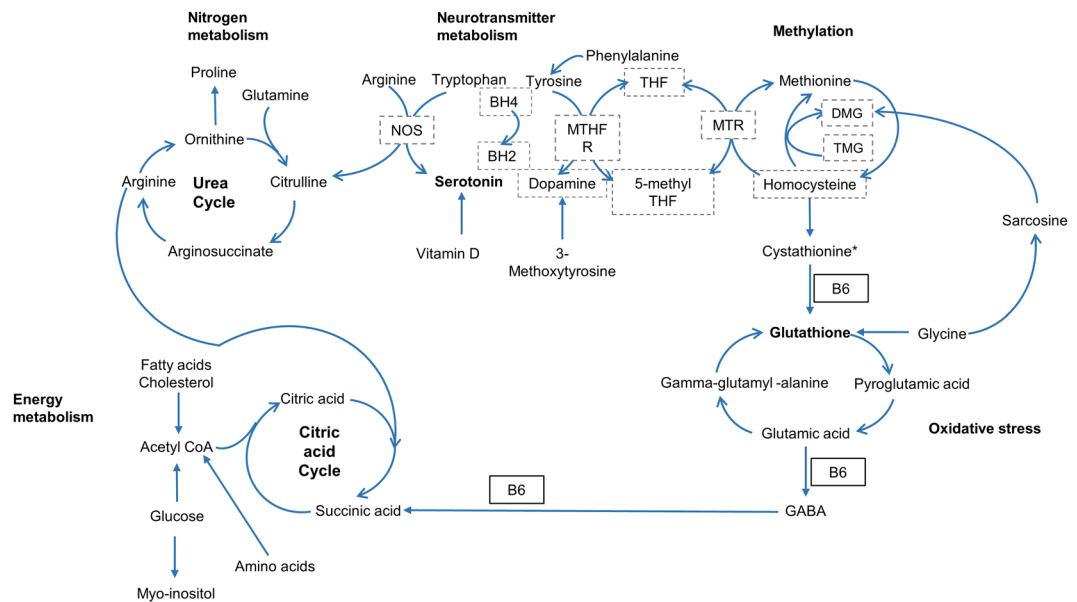 Nitrogen
metabolism
Neurotransmitter
metabolism
Methylation
Proline
Glutamine
Ornithine
Arginine
Urea
Cycle
Citrulline
Arginosuccinate
Arginine
Tryptophan
NOS
Serotonin
Vitamin D
Phenylalanine
Tyrosine
BH4
BH2
MTHF
R
THF
Dopamine
5-methyl
THF
3-
Methoxytyrosine
MTR
Methionine
DMG
TMG
Homocysteine
Sarcosine
Cystathionine*
B6
Glutathione
Glycine
Gamma-glutamyl -alanine
Pyroglutamic acid
Glutamic acid
Oxidative stress
B6
GABA
B6
Energy
metabolism
Fatty acids
Cholesterol
Acetyl CoA
Citric acid
Citric
acid
Cycle
Succinic acid
Glucose
Amino acids
Myo-inositol